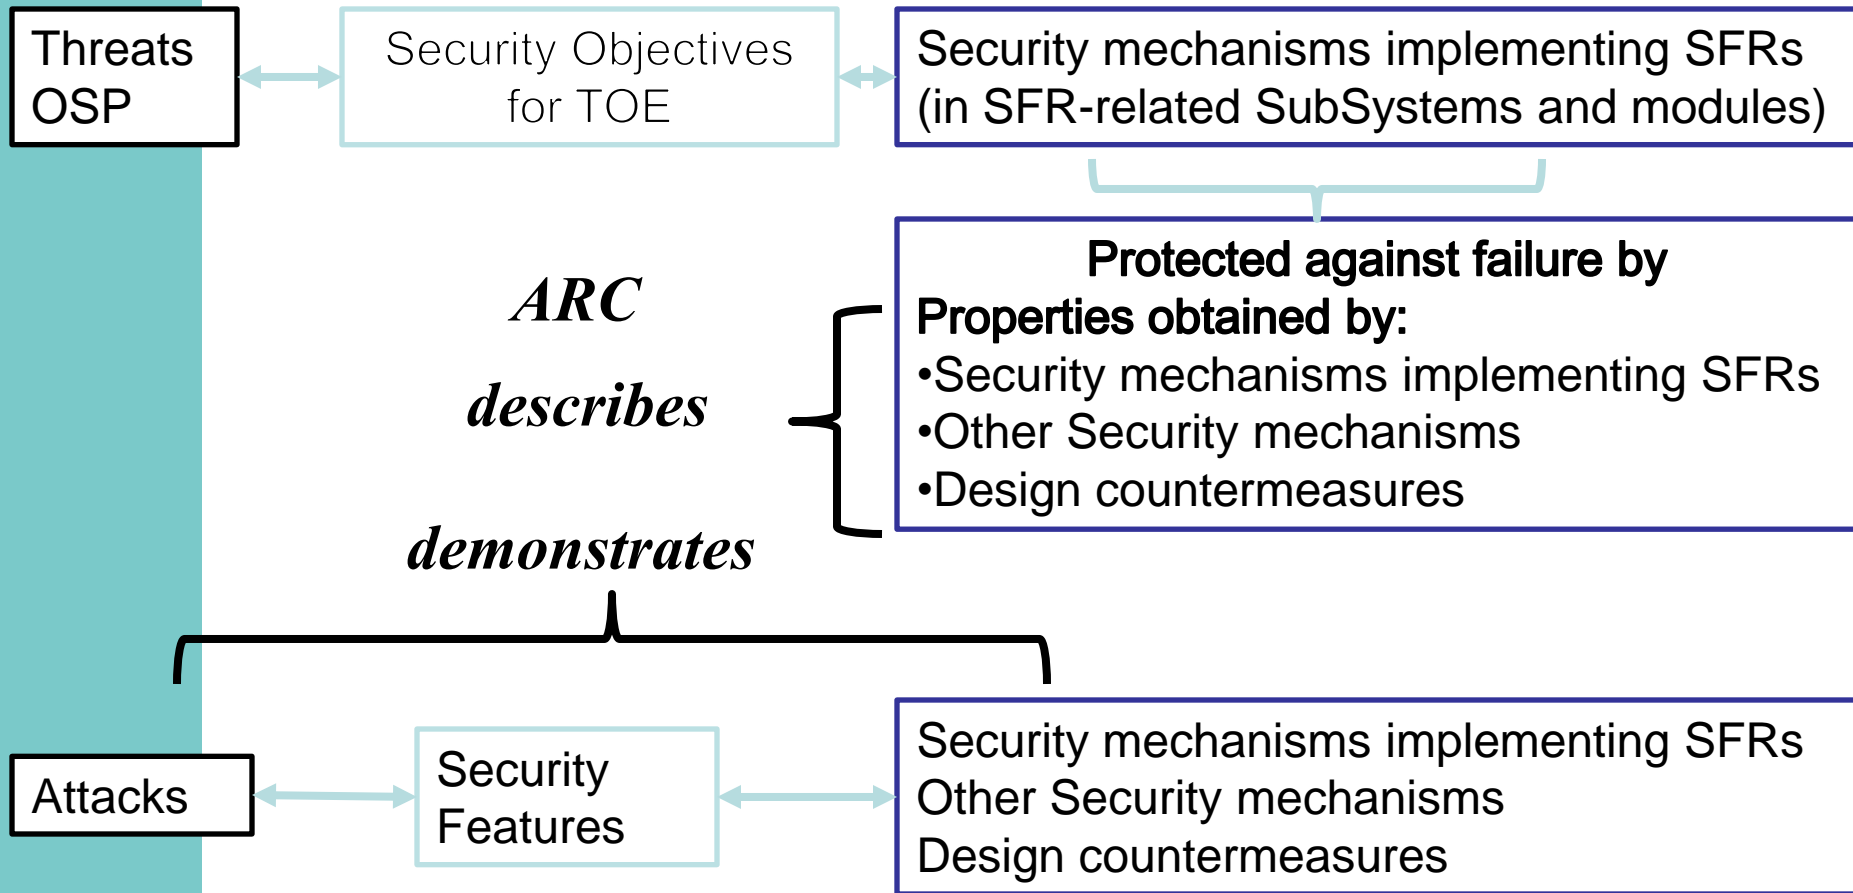 Threats
OSP
Security Objectives
for TOE
Security mechanisms implementing SFRs
(in SFR-related SubSystems and modules)
Protected against failure by
Properties obtained by:
•Security mechanisms implementing SFRs
•Other Security mechanisms
•Design countermeasures
ARC
describes
demonstrates
Attacks
Security
Features
Security mechanisms implementing SFRs
Other Security mechanisms
Design countermeasures